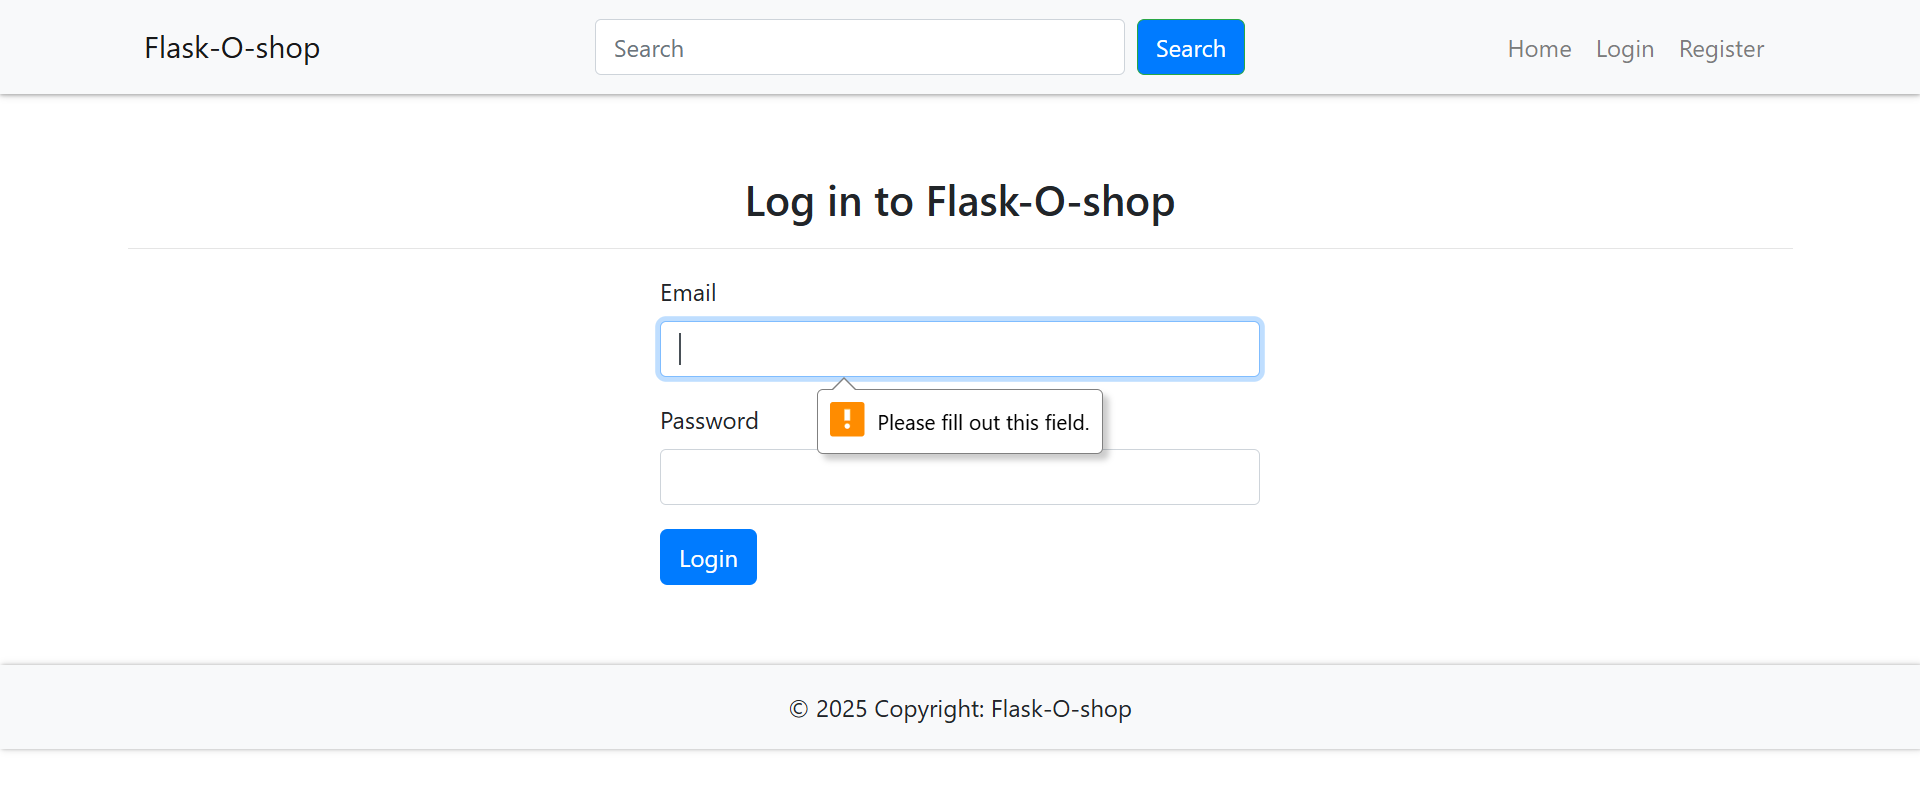 Flask-O-shop
Search
Search
Home
Login
Register
Log in to Flask-O-shop
Email
Please fill out this field.
Password
Login
© 2025 Copyright: Flask-O-shop